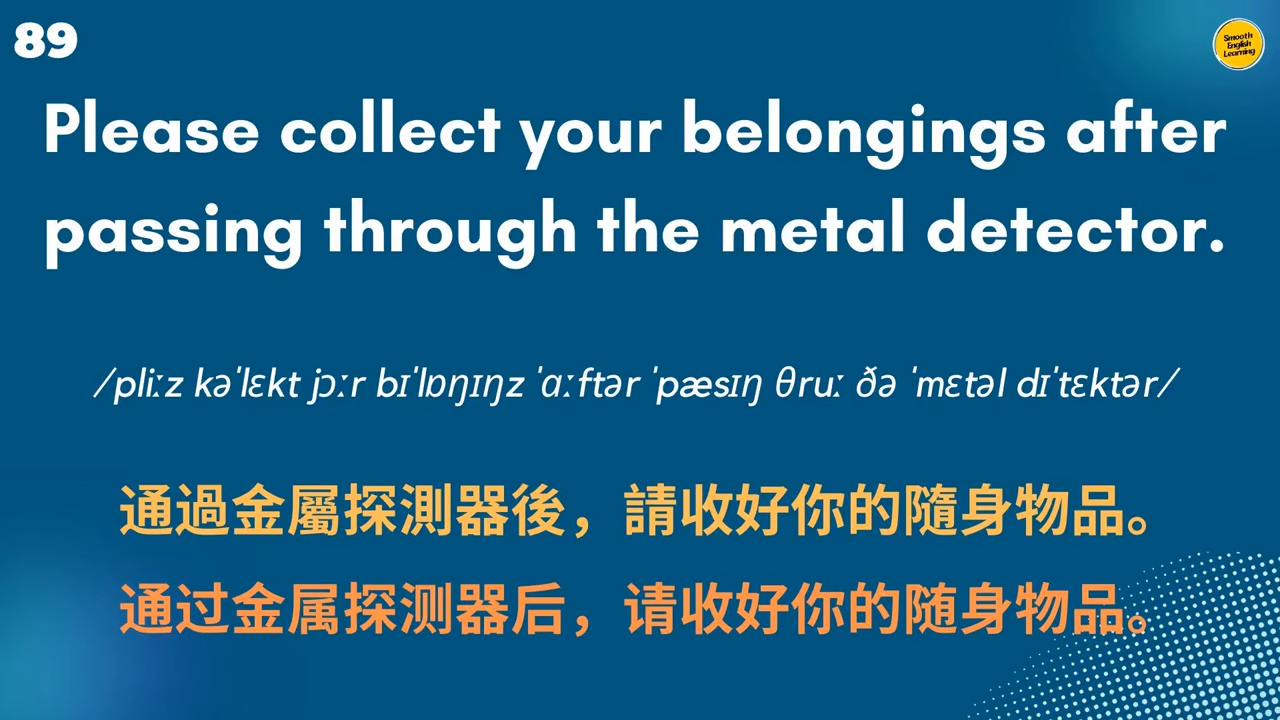 89
Smooth
English
Learning
Please collect your belongings after
passing through the metal detector.
/pliːz kəˈlɛkt jɔːr bɪˈlɒŋɪŋz ˈɑːftər ˈpæsɪŋ θruː ðə ˈmɛtəl dɪˈtɛktər/
通過金屬探測器後，請收好你的隨身物品。
通过金属探测器后，请收好你的随身物品。